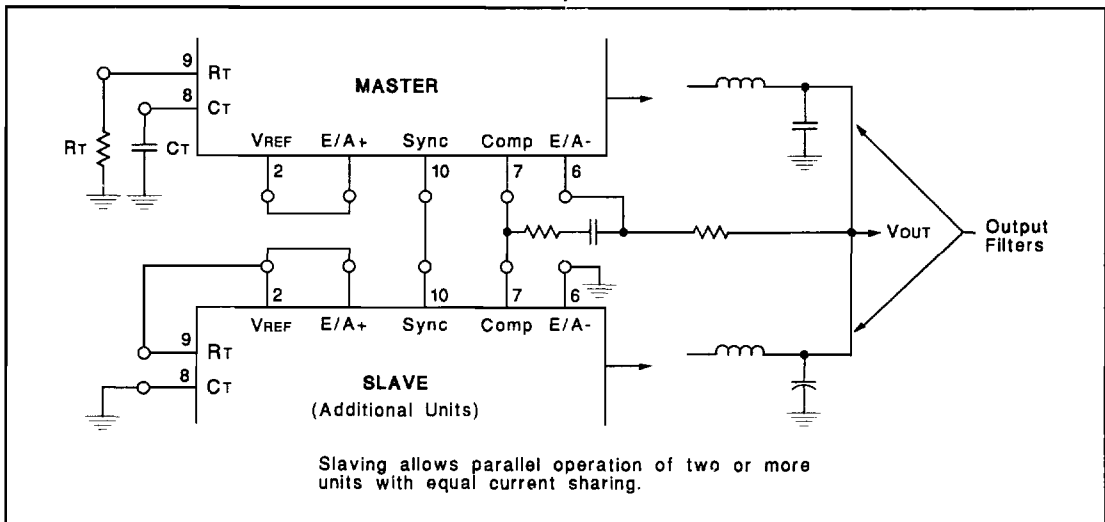 9 RT
MASTER
8 CT
RT CT
VREF E/A+ Sync Comp E/A-
2 10 7 6
VOUT
Output
Filters
2 10 7 6
VREF E/A+ Sync Comp E/A-
9 RT
8 CT
SLAVE
(Additional Units)
Slaving allows parallel operation of two or more
units with equal current sharing.